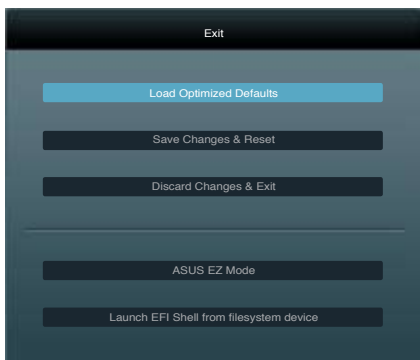 Exit
Load Optimized Defaults
Save Changes & Reset
Discard Changes & Exit
ASUS EZ Mode
Launch EFI Shell from filesystem device